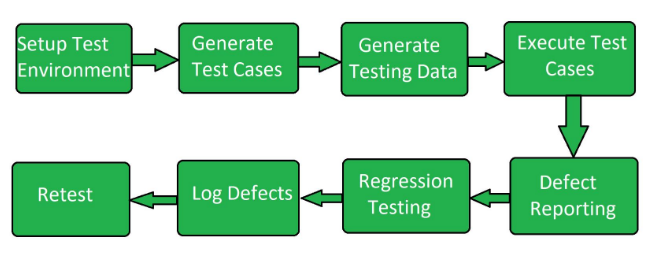 Setup Test
Environment
Generate
Test Cases
Generate
Testing Data
Execute Test
Cases
Defect
Reporting
Regression
Testing
Log Defects
Retest